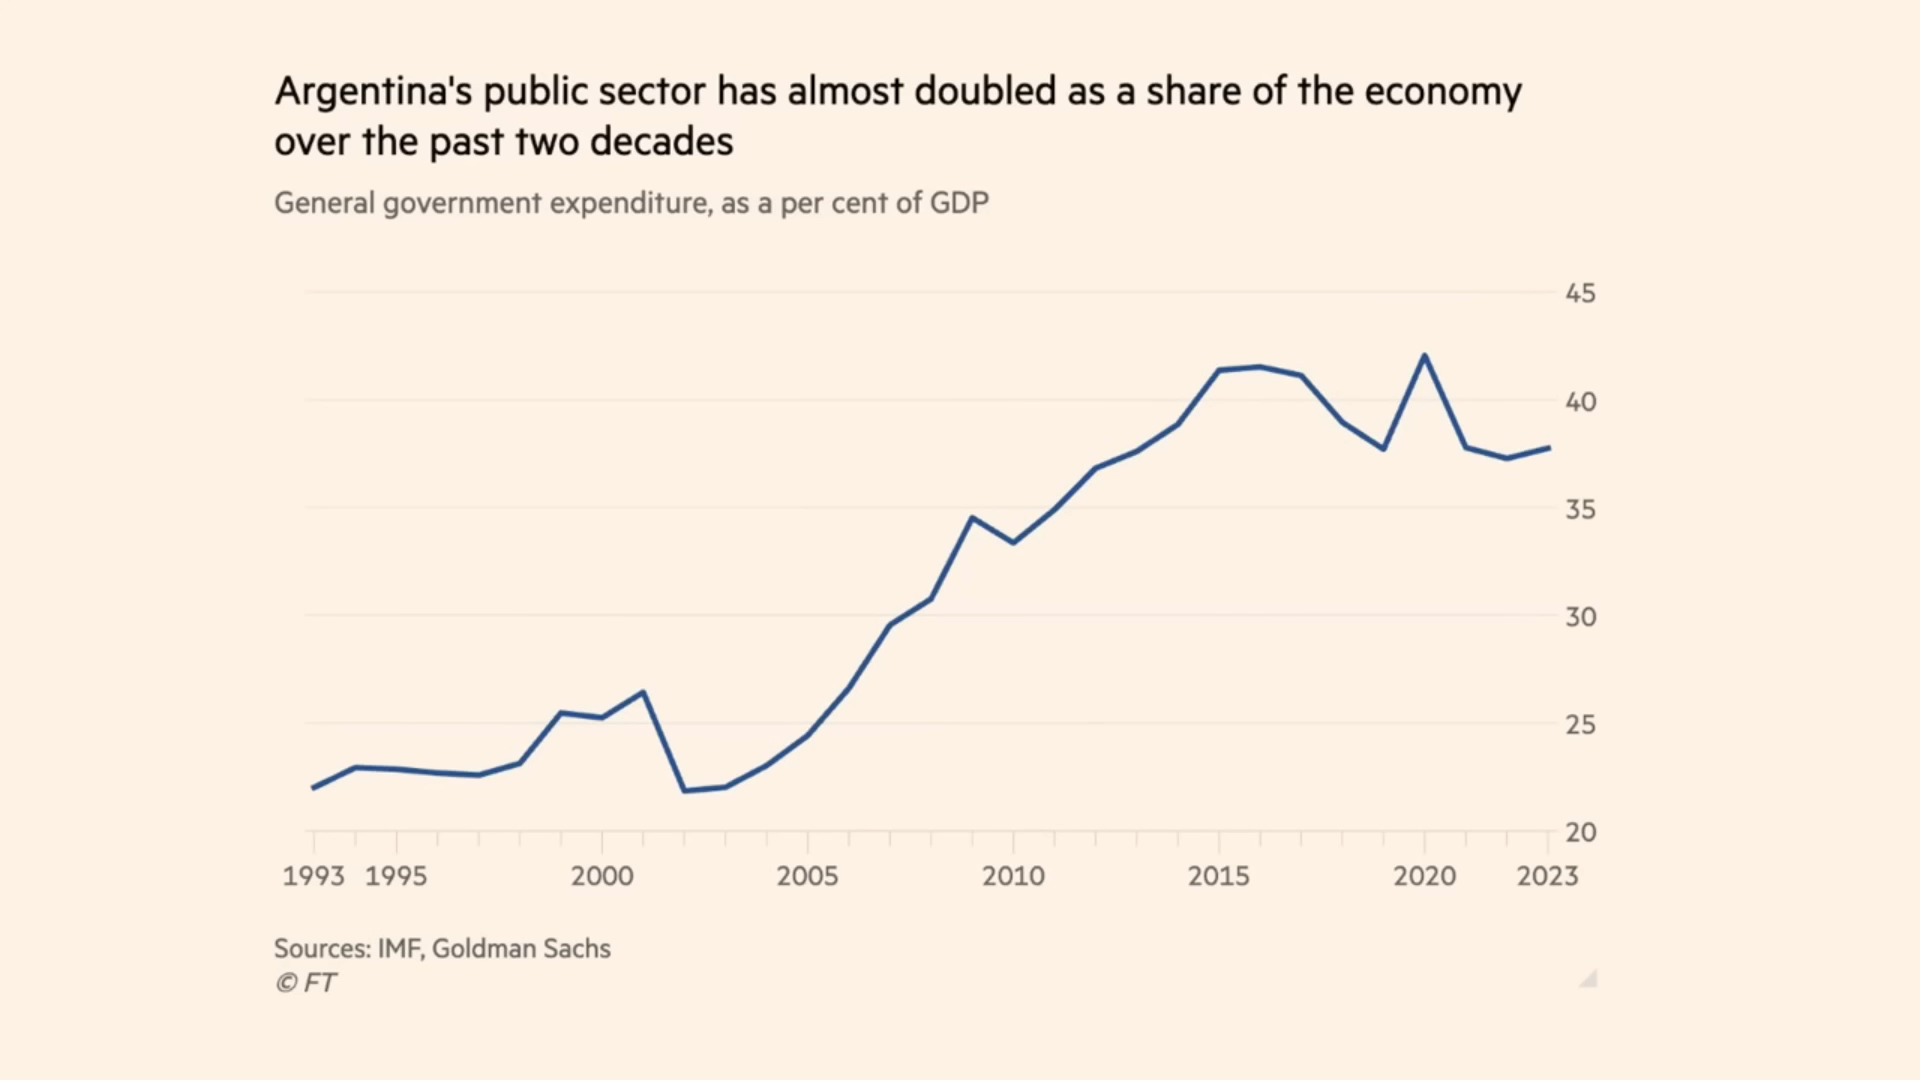 Argentina's public sector has almost doubled as a share of the economy
over the past two decades
General government expenditure, as a per cent of GDP
45
40
35
30
25
20
1993 1995 2000 2005 2010 2015 2020 2023
Sources: IMF, Goldman Sachs
© FT